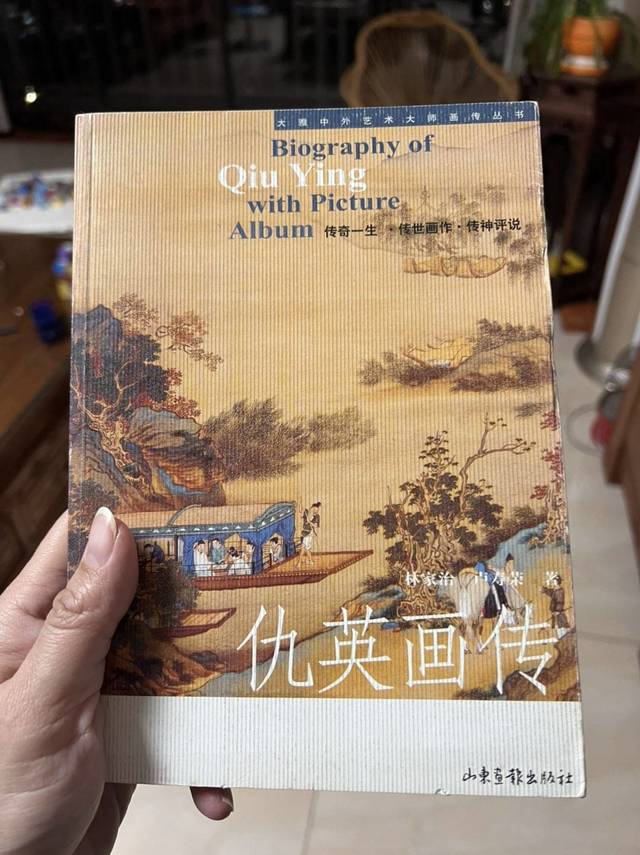 大雅中外艺术大师画传丛书
Biography of
Qiu Ying
with Picture
Album 传奇一生·传世画作·传神评说
林家治 卢寿荣 著
仇英画传
山东画报出版社